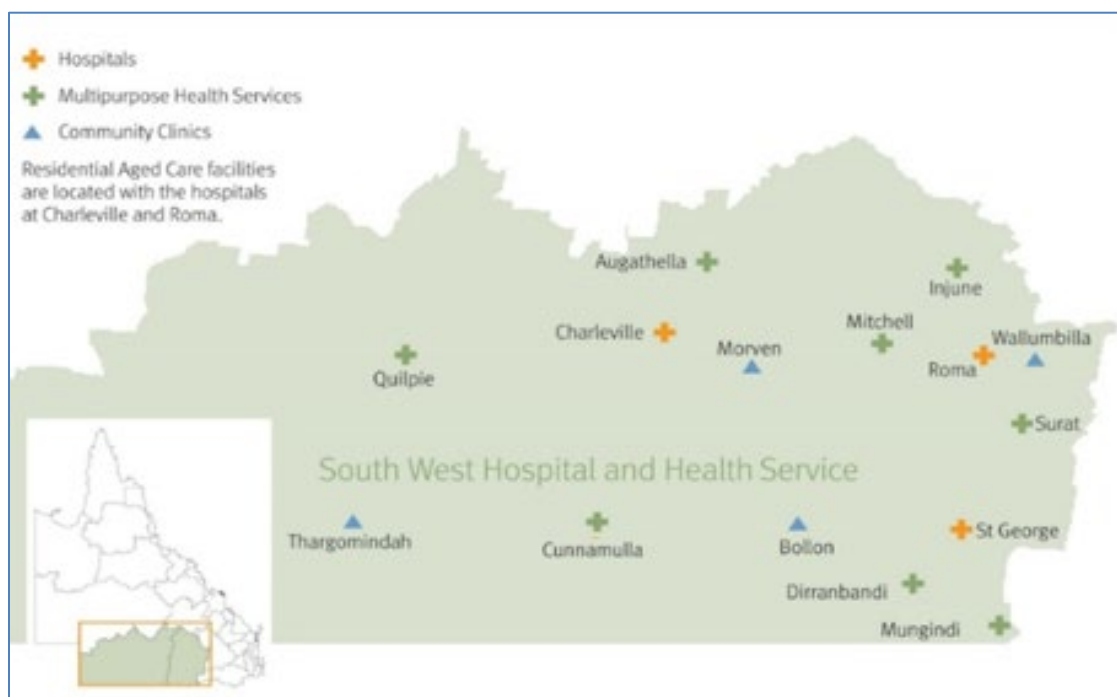 Hospitals
Multipurpose Health Services
Community Clinics
Residential Aged Care facilities
are located with the hospitals
at Charleville and Roma.
Augathella
Injune
Charleville
Mitchell
Morven
Wallumbilla
Quilpie
Roma
Surat
South West Hospital and Health Service
Thargomindah
Cunnamulla
Bollon
St George
Dirranbandi
Mungindi